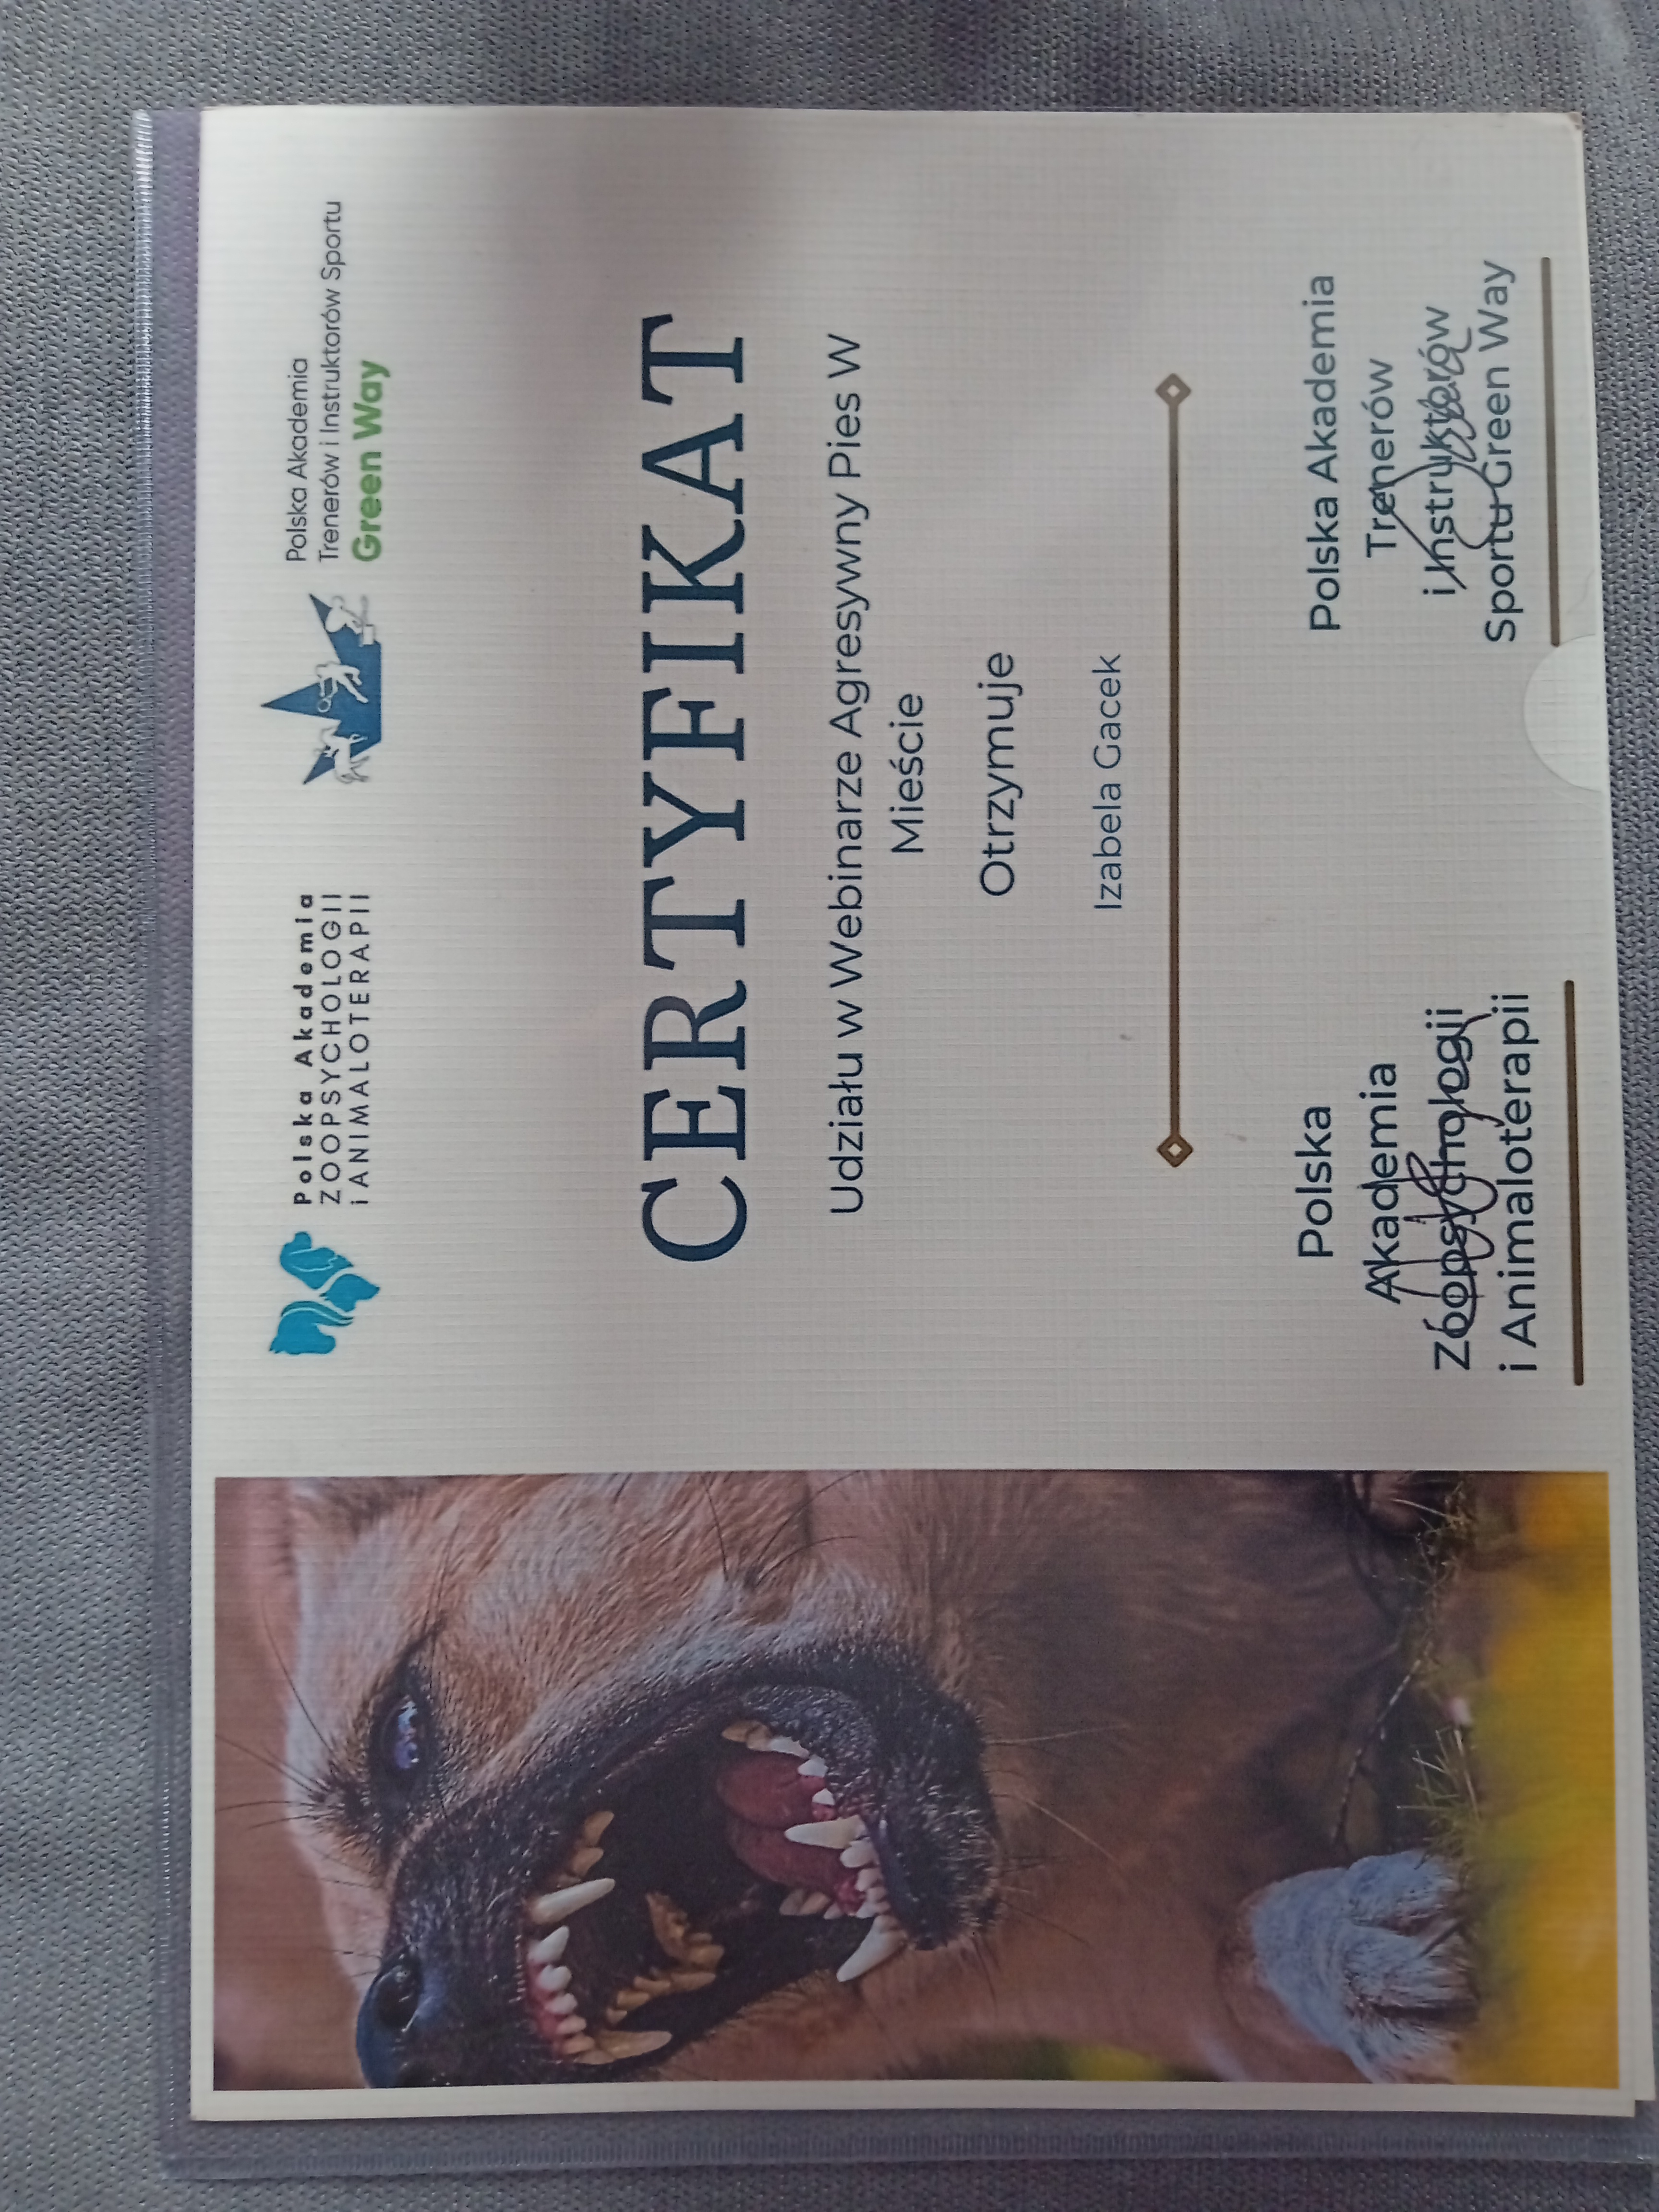 Polska Akademia
ZOOPSYCHOLOGII
i ANIMALOTERAPII
Polska Akademia
Trenerów i Instruktorów Sportu
Green Way
CERTYFIKAT
Udziału w Webinarze Agresywny Pies W
Mieście
Otrzymuje
Izabela Gacek
Polska
Akademia
Zoopsychologii
i Animaloterapii
Polska Akademia
Trenerów
i Instruktorów
Sportu Green Way